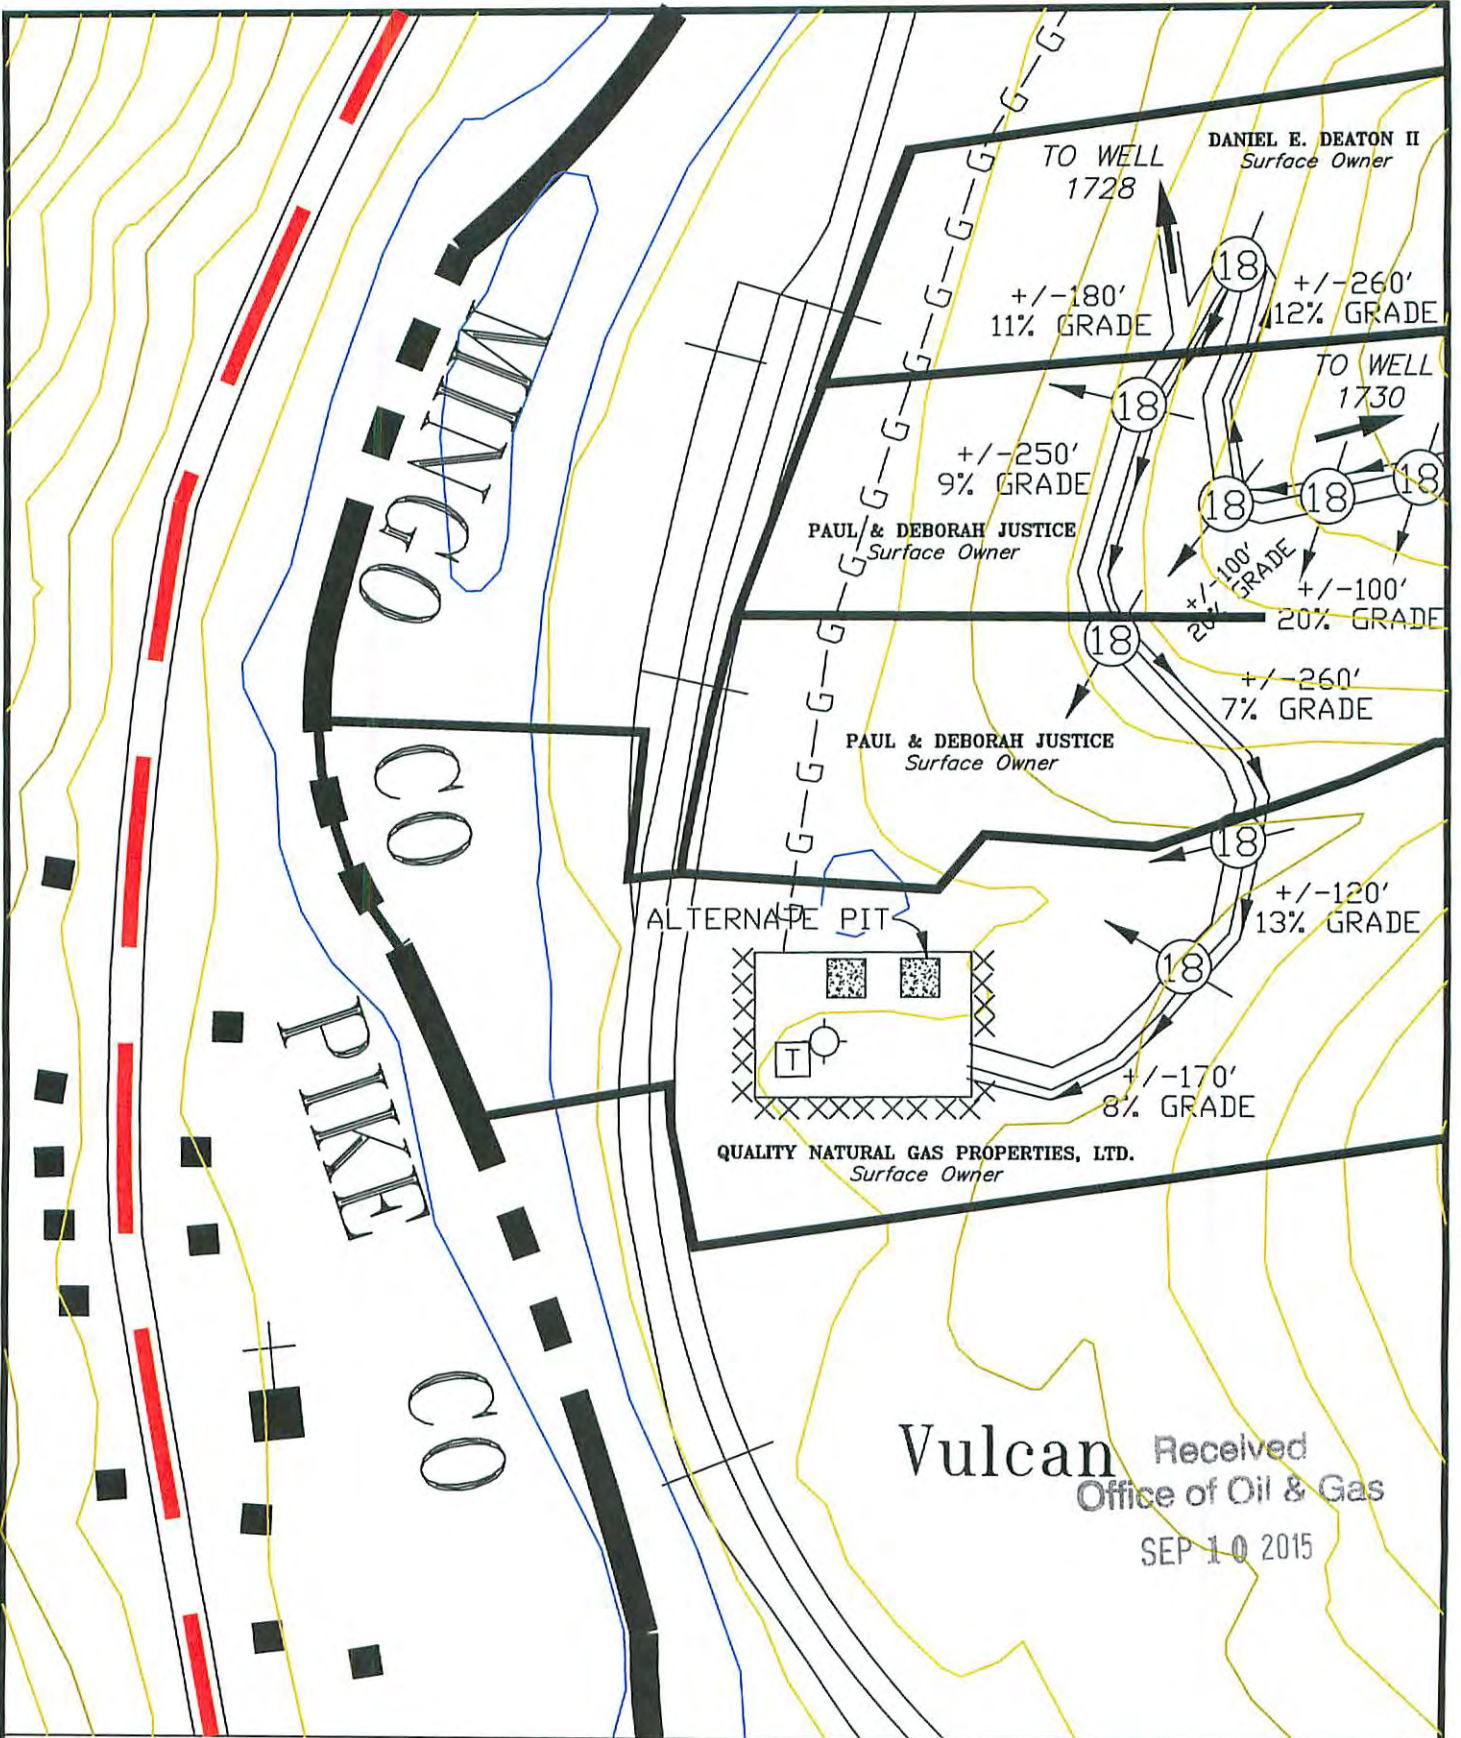 G
G
DANIEL E. DEATON II
Surface Owner
TO WELL
1728
G
G
G
18
+/-180'
11% GRADE
+/-260'
12% GRADE
MINGO CO
G
TO WELL
1730
G
18
G
+/-250'
9% GRADE
18
18
18
G
PAUL & DEBORAH JUSTICE
Surface Owner
G
+/-100'
20% GRADE
+/-100'
20% GRADE
G
18
G
+/-260'
7% GRADE
G
PAUL & DEBORAH JUSTICE
Surface Owner
G
G
18
ALTERNATE PIT
G
+/-120'
13% GRADE
18
T
+/-170'
8% GRADE
PIKE CO
QUALITY NATURAL GAS PROPERTIES, LTD.
Surface Owner
Vulcan
Received
Office of Oil & Gas
SEP 10 2015